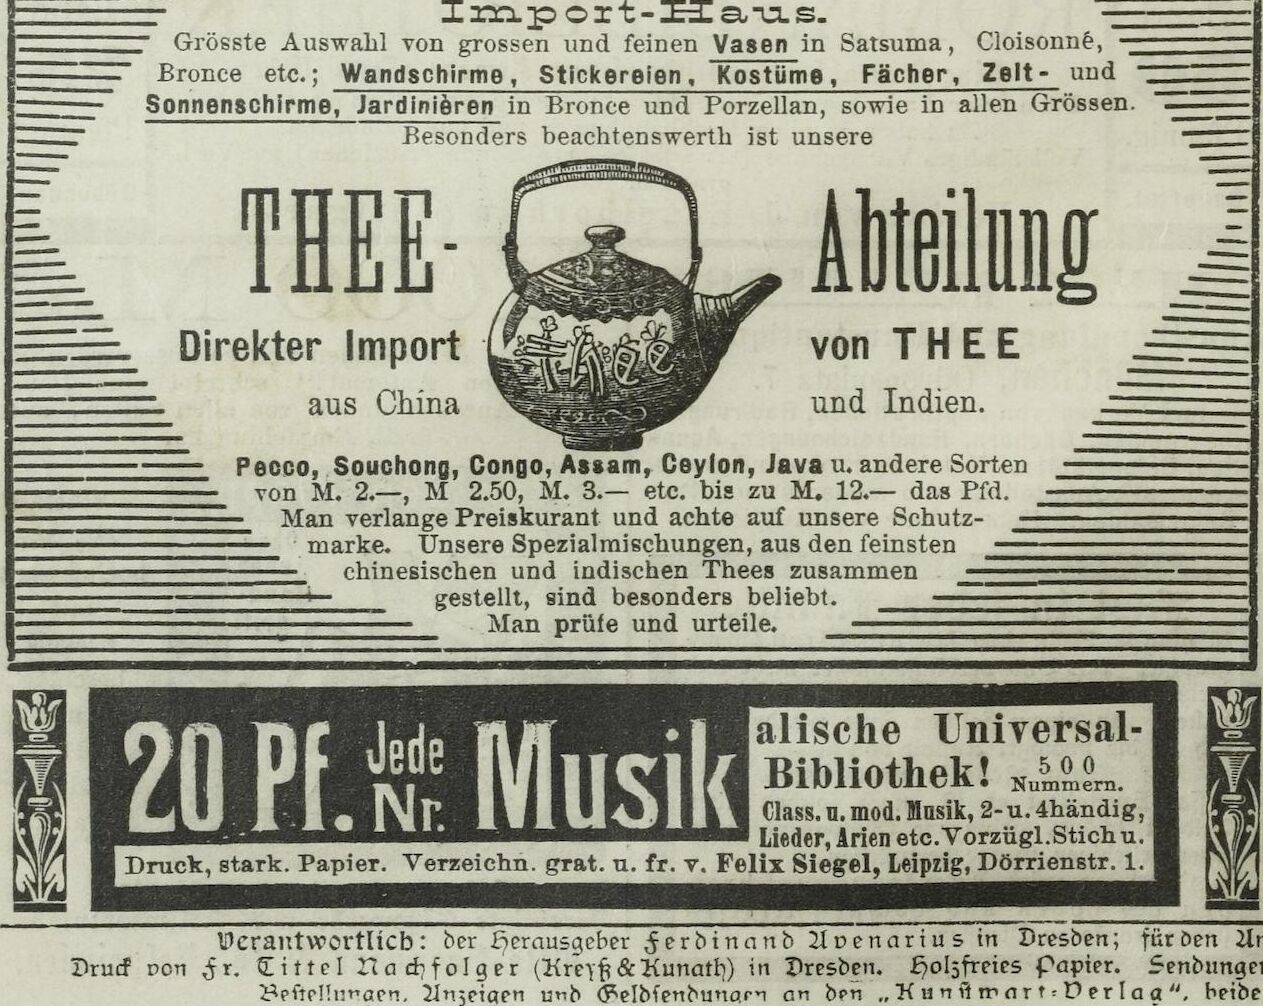 Import-Haus.
Grösste Auswahl von grossen und feinen Vasen in Satsuma, Cloisonné,
Bronce etc.; Wandschirme, Stickereien, Kostüme, Fächer, Zelt- und
Sonnenschirme, Jardinièren in Bronce und Porzellan, sowie in allen Grössen.
Besonders beachtenswerth ist unsere
THEE- Abteilung
Thee
Direkter Import von THEE
aus China und Indien.
Pecco, Souchong, Congo, Assam, Ceylon, Java u. andere Sorten
von M. 2.—, M 2.50, M. 3.— etc. bis zu M. 12.— das Pfd.
Man verlange Preiskurant und achte auf unsere Schutz-
marke. Unsere Spezialmischungen, aus den feinsten
chinesischen und indischen Thees zusammen
gestellt, sind besonders beliebt.
Man prüfe und urteile.
20 Pf. Jede Nr. Musik
alische Universal-
Bibliothek! 500 Nummern.
Class. u. mod. Musik, 2- u. 4händig,
Lieder, Arien etc. Vorzügl. Stich u.
Druck, stark. Papier. Verzeichn. grat. u. fr. v. Felix Siegel, Leipzig, Dörrienstr. 1.
Verantwortlich: der Herausgeber Ferdinand Avenarius in Dresden; für den
Druck von Fr. Tittel Nachfolger (Kreyß & Kunath) in Dresden. Holzfreies Papier. Sendungen
Bestellungen, Anzeigen und Geldsendungen an den „Kunstwart-Verlag", beide